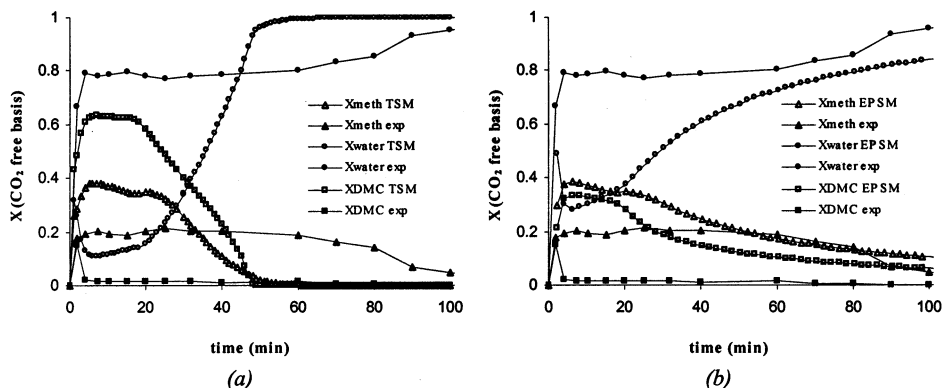 (a)
X (CO₂ free basis)
1
0.8
0.6
0.4
0.2
0
0
20
40
60
80
100
time (min)
Xmeth TSM
Xmeth exp
Xwater TSM
Xwater exp
XDMC TSM
XDMC exp
(a)
(b)
X (CO₂ free basis)
1
0.8
0.6
0.4
0.2
0
0
20
40
60
80
100
time (min)
Xmeth EPSM
Xmeth exp
Xwater EPSM
Xwater exp
XDMC EPSM
XDMC exp
(b)